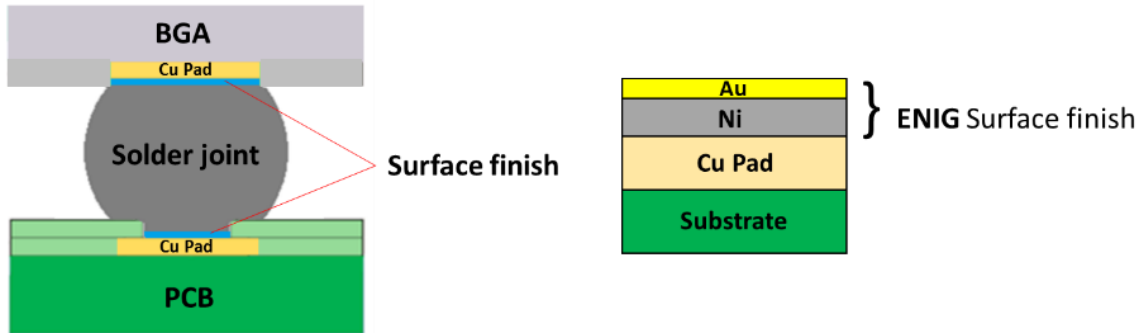 BGA
Cu Pad
Solder joint
Surface finish
Cu Pad
PCB
Au
Ni
Cu Pad
Substrate
ENIG Surface finish